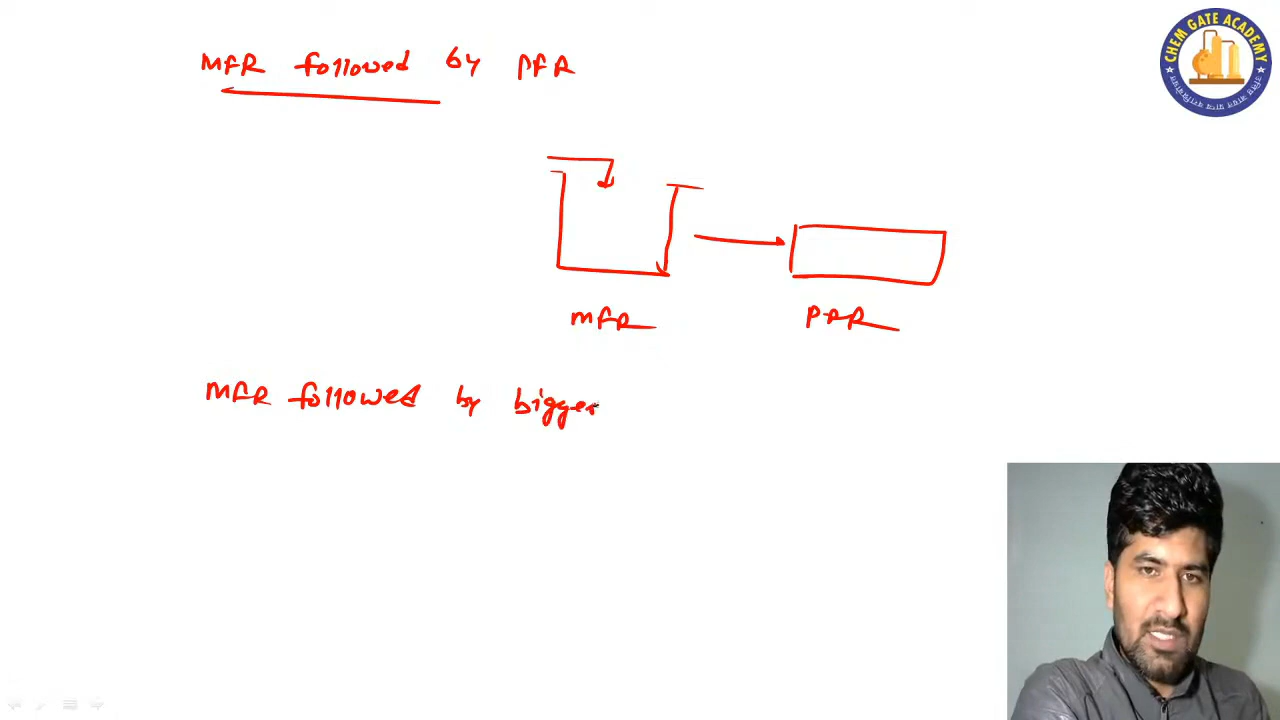 MFR followed by PFR
CHEM GATE ACADEMY
MFR
PFR
MFR followed by bigger